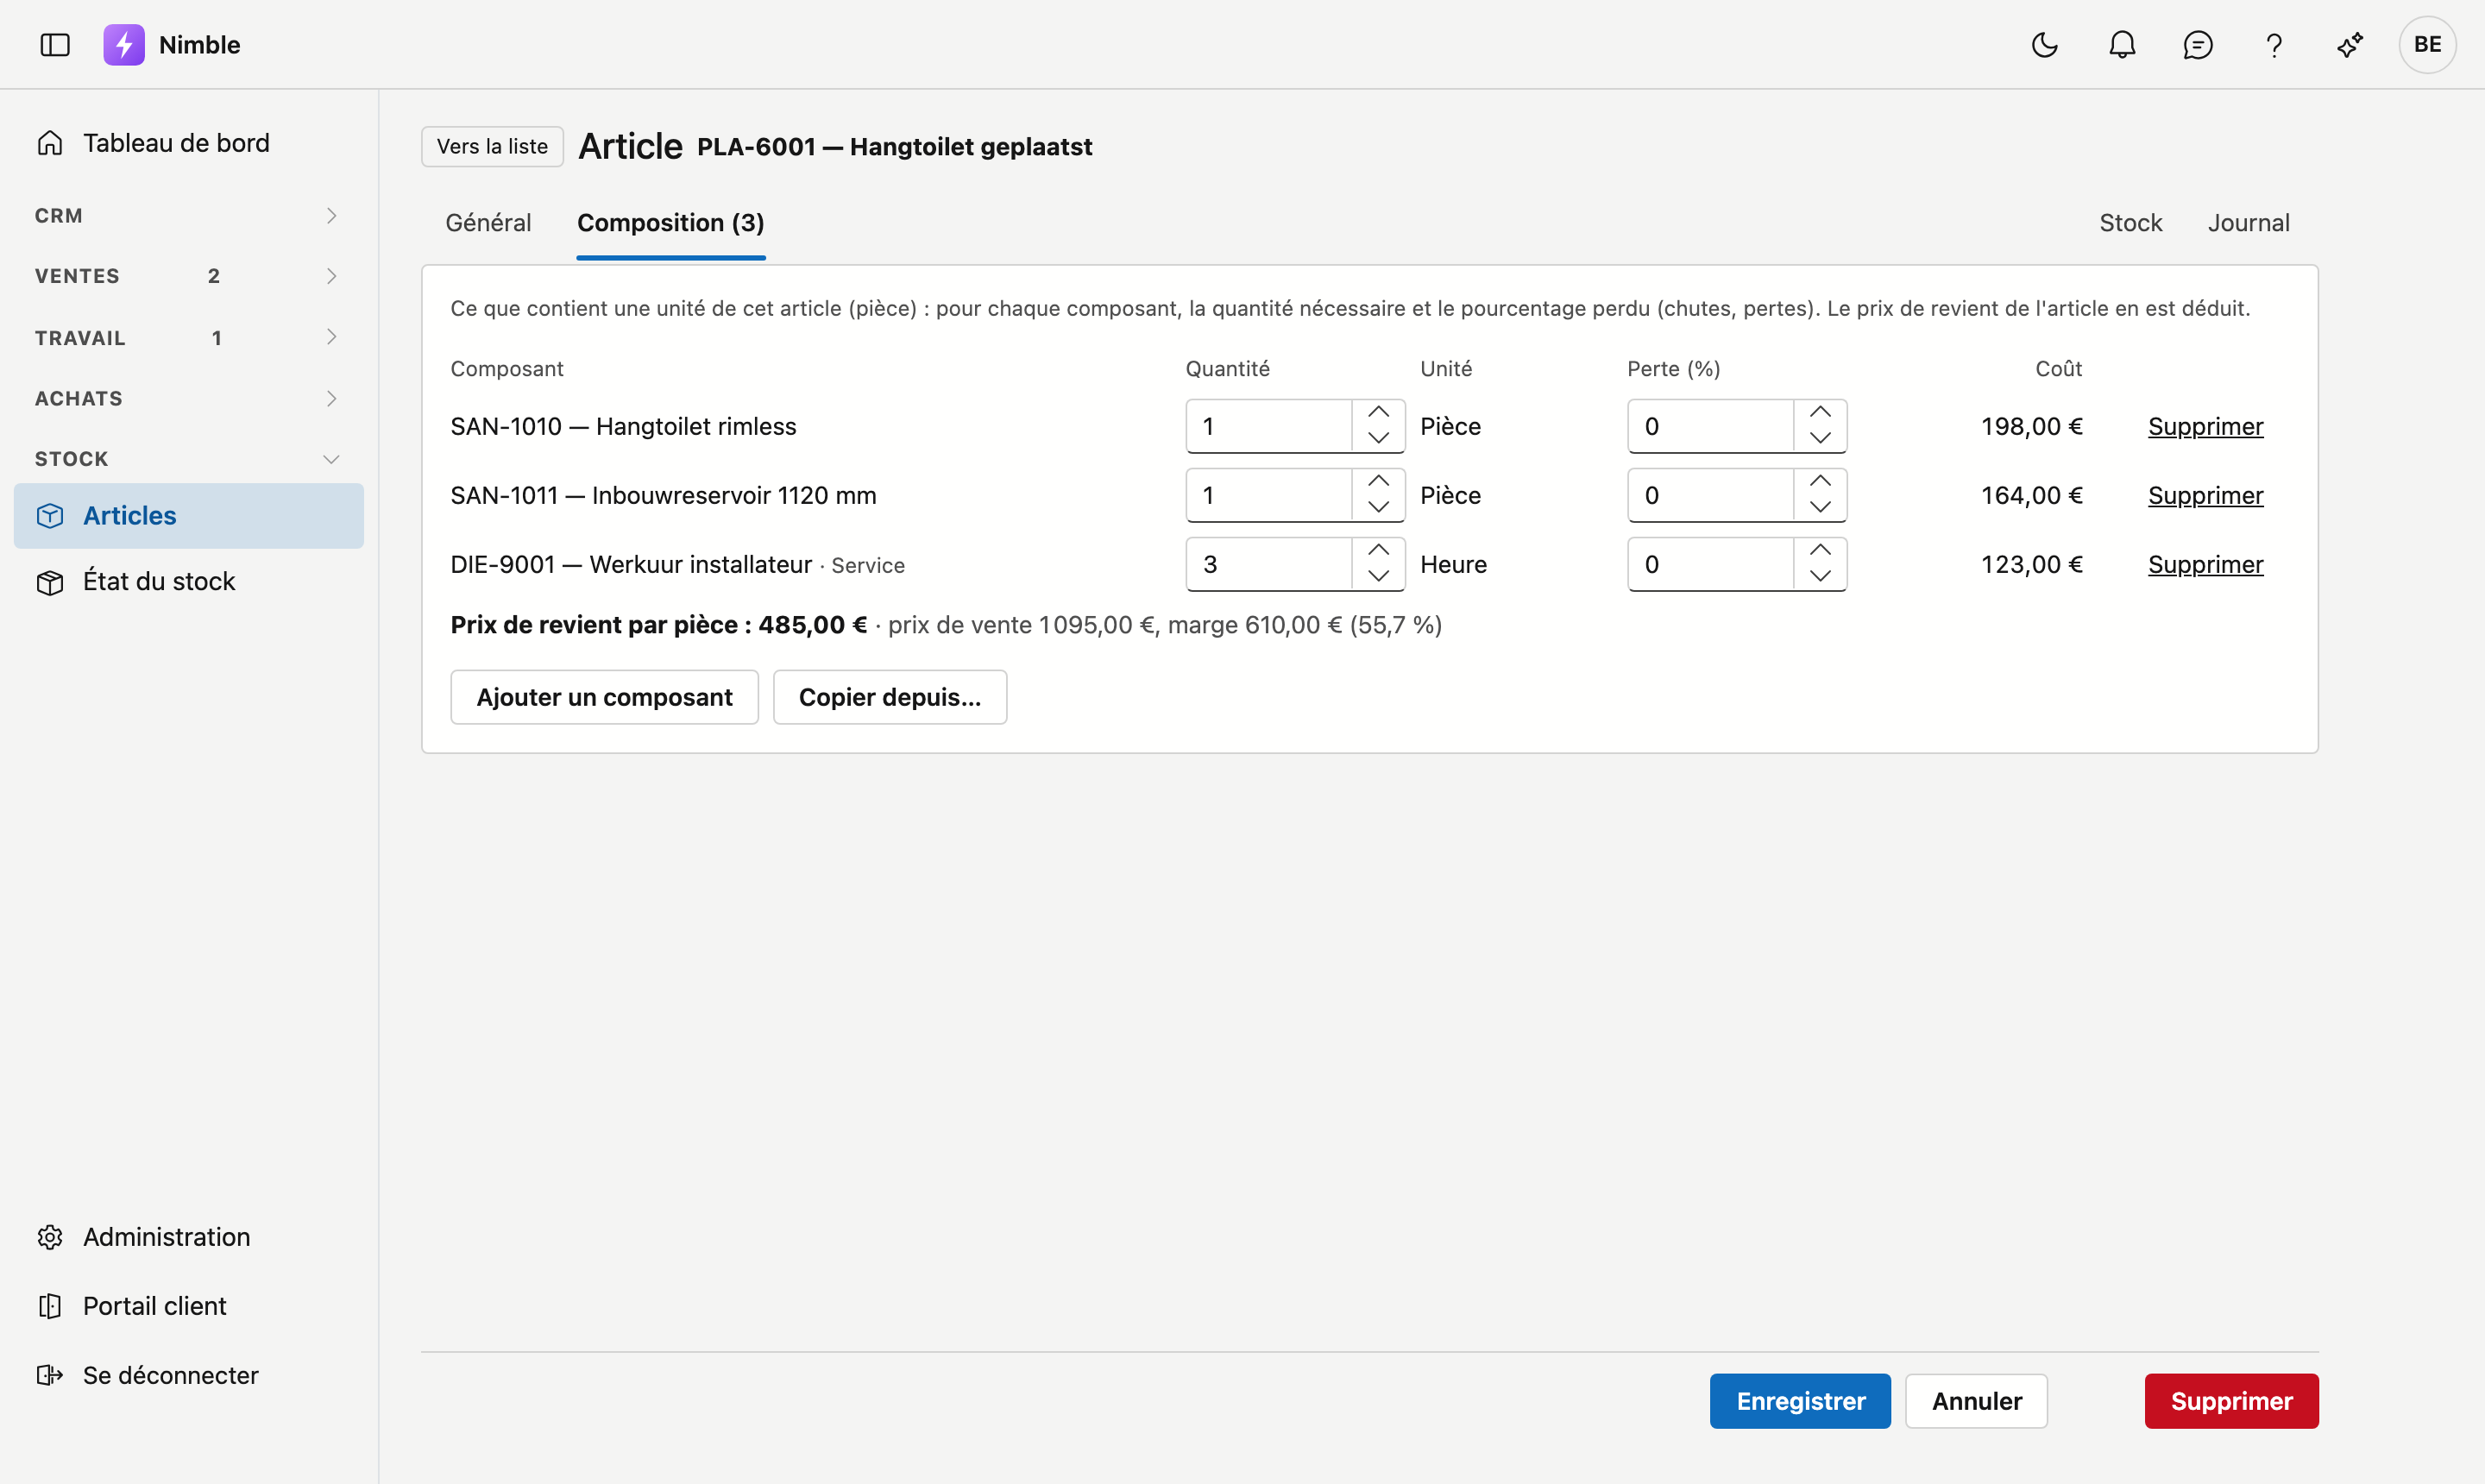 Nimble
BE
Tableau de bord
CRM
VENTES 2
TRAVAIL 1
ACHATS
STOCK
Articles
État du stock
Administration
Portail client
Se déconnecter
Vers la liste Article PLA-6001 — Hangtoilet geplaatst
Général Composition (3) Stock Journal
Ce que contient une unité de cet article (pièce) : pour chaque composant, la quantité nécessaire et le pourcentage perdu (chutes, pertes). Le prix de revient de l'article en est déduit.
Composant Quantité Unité Perte (%) Coût
SAN-1010 — Hangtoilet rimless 1 Pièce 0 198,00 € Supprimer
SAN-1011 — Inbouwreservoir 1120 mm 1 Pièce 0 164,00 € Supprimer
DIE-9001 — Werkuur installateur · Service 3 Heure 0 123,00 € Supprimer
Prix de revient par pièce : 485,00 € · prix de vente 1 095,00 €, marge 610,00 € (55,7 %)
Ajouter un composant Copier depuis...
Enregistrer Annuler Supprimer